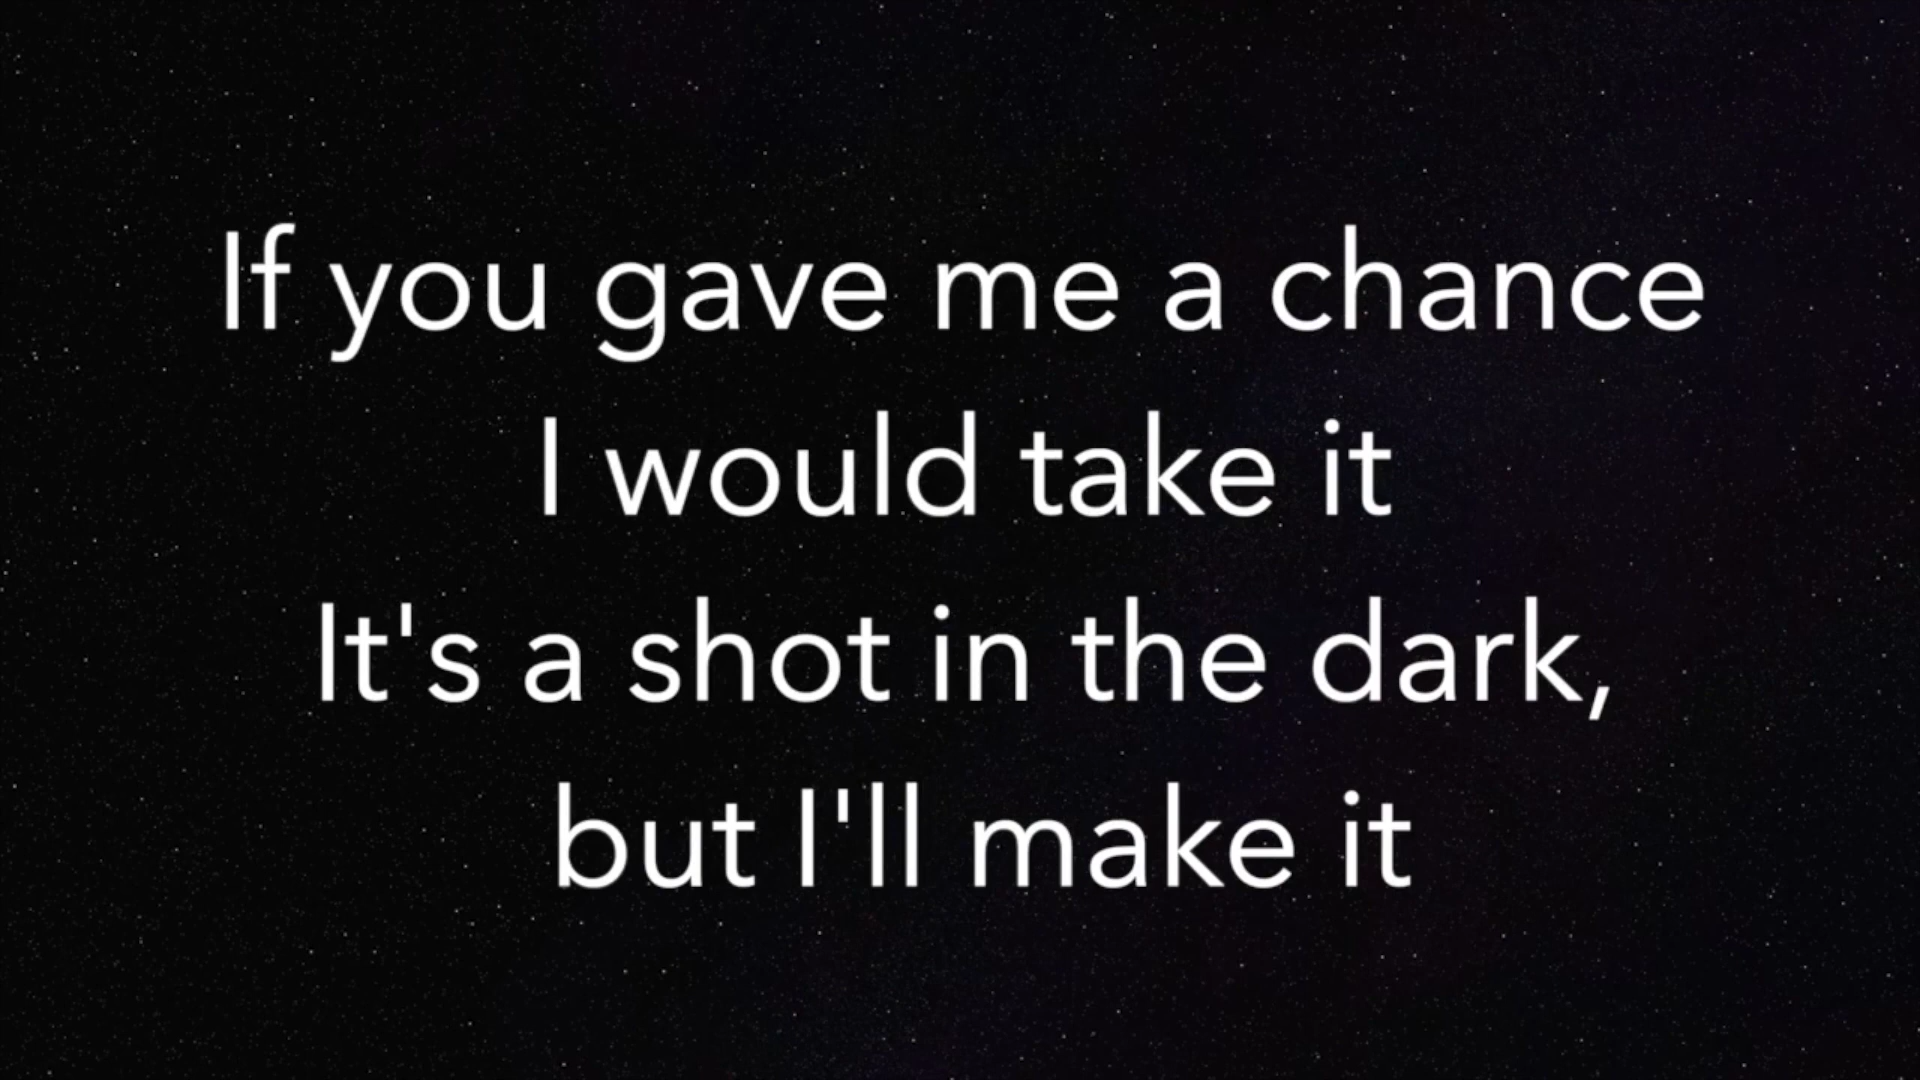 If you gave me a chance
I would take it
It's a shot in the dark,
but I'll make it